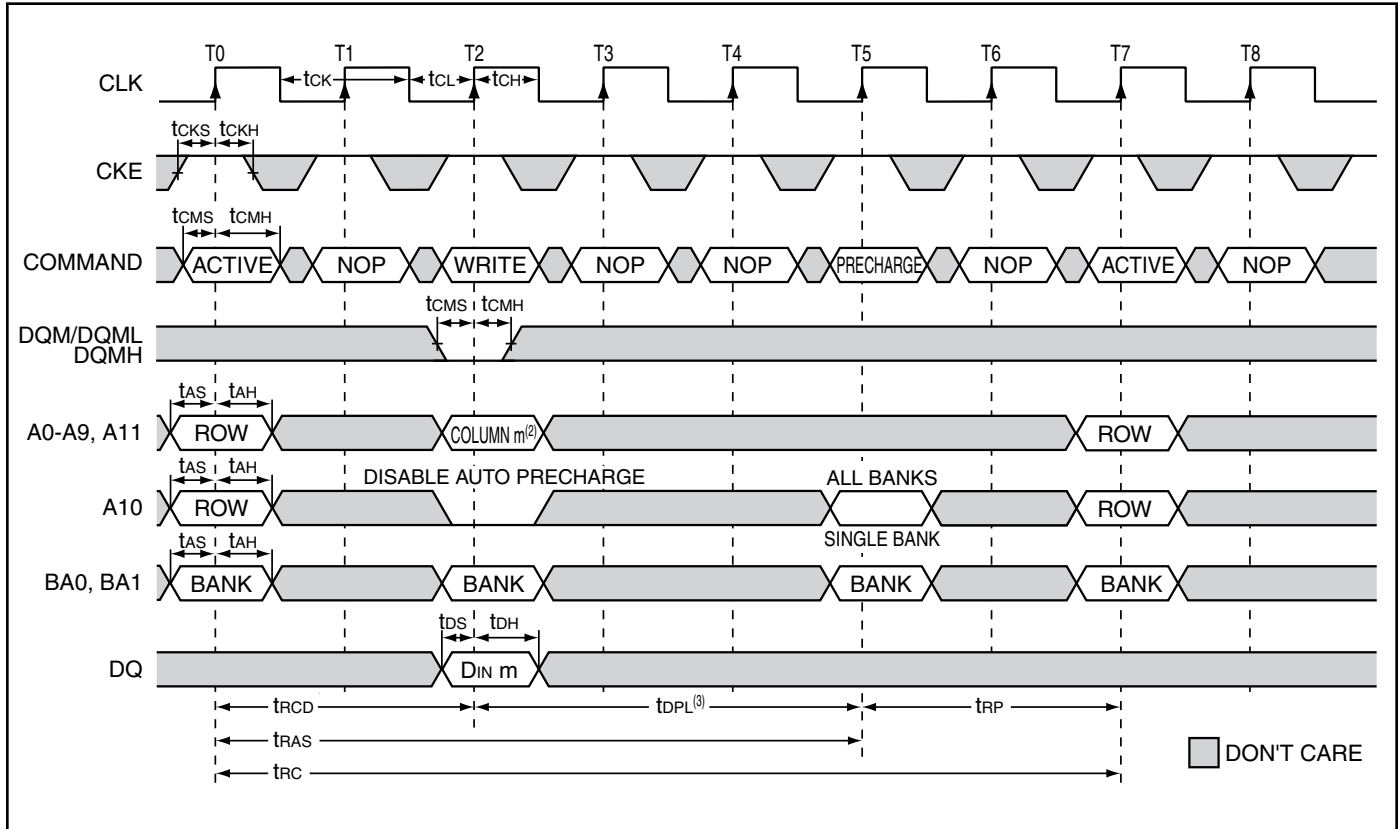 T0 T1 T2 T3 T4 T5 T6 T7 T8
CLK
tCK tCL tCH
tCKS tCKH
CKE
tCMS tCMH
COMMAND ACTIVE NOP WRITE NOP NOP PRECHARGE NOP ACTIVE NOP
tCMS tCMH
DQM/DQML
DQMH
tAS tAH
A0-A9, A11 ROW COLUMN m(2) ROW
tAS tAH DISABLE AUTO PRECHARGE ALL BANKS
A10 ROW ROW
SINGLE BANK
tAS tAH
BA0, BA1 BANK BANK BANK BANK
tDS tDH
DQ DIN m
tRCD tDPL(3) tRP
tRAS
tRC
DON'T CARE